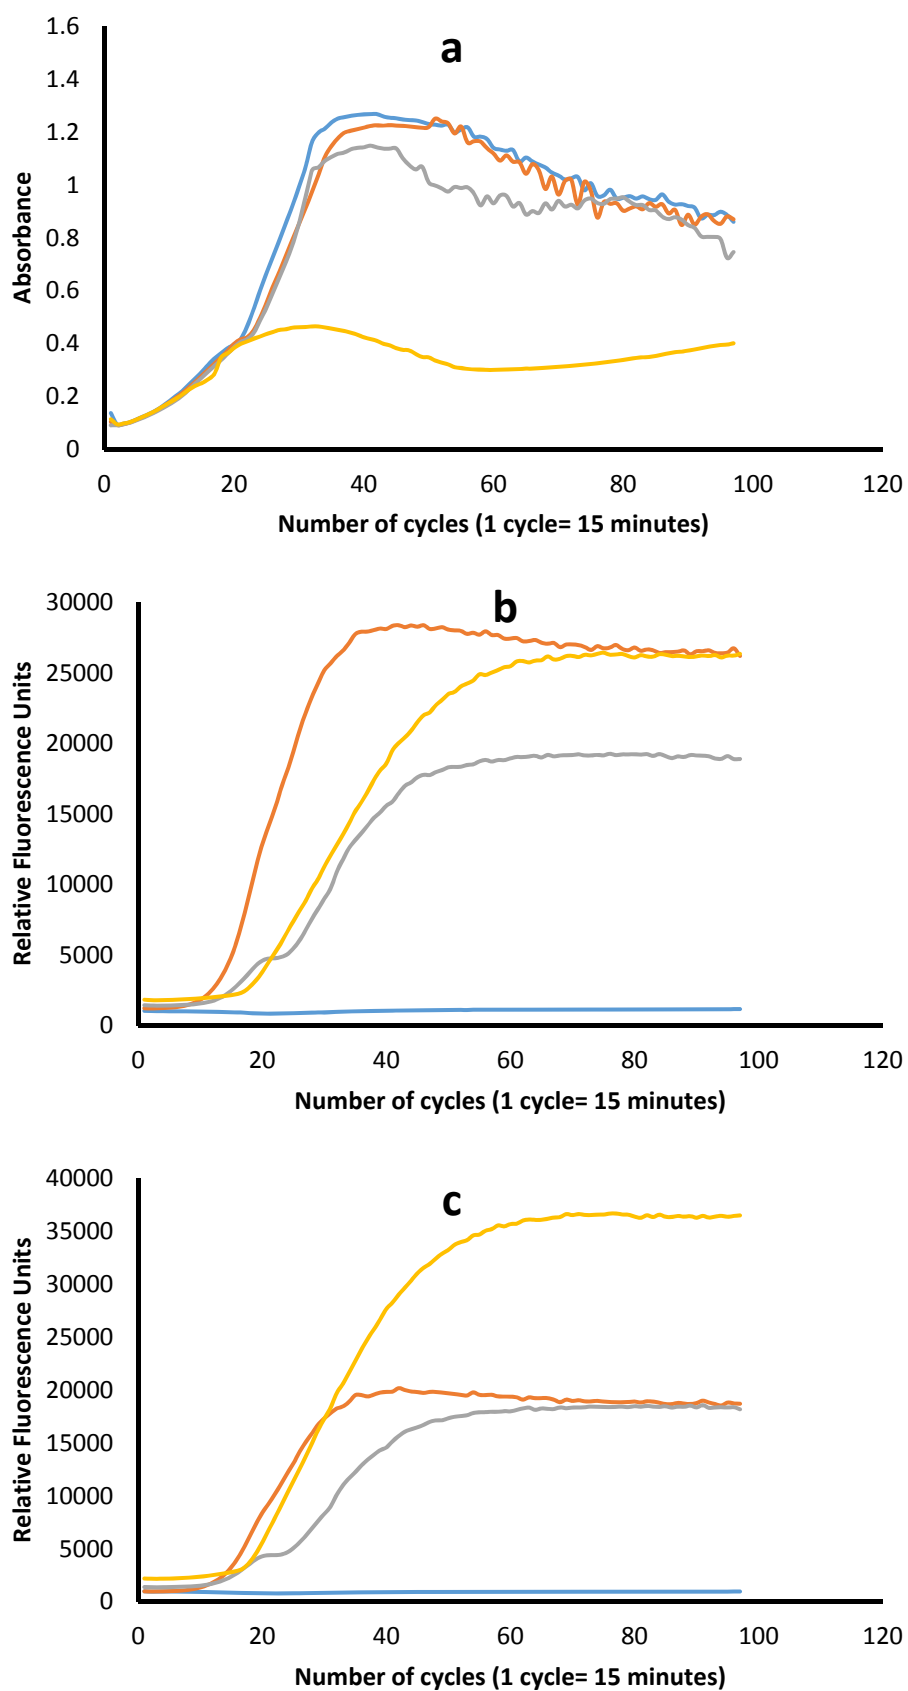 a
1.6
1.4
1.2
1
0.8
0.6
0.4
0.2
0
Absorbance
0 20 40 60 80 100 120
Number of cycles (1 cycle= 15 minutes)
b
30000
25000
20000
15000
10000
5000
0
Relative Fluorescence Units
0 20 40 60 80 100 120
Number of cycles (1 cycle= 15 minutes)
c
40000
35000
30000
25000
20000
15000
10000
5000
0
Relative Fluorescence Units
0 20 40 60 80 100 120
Number of cycles (1 cycle= 15 minutes)